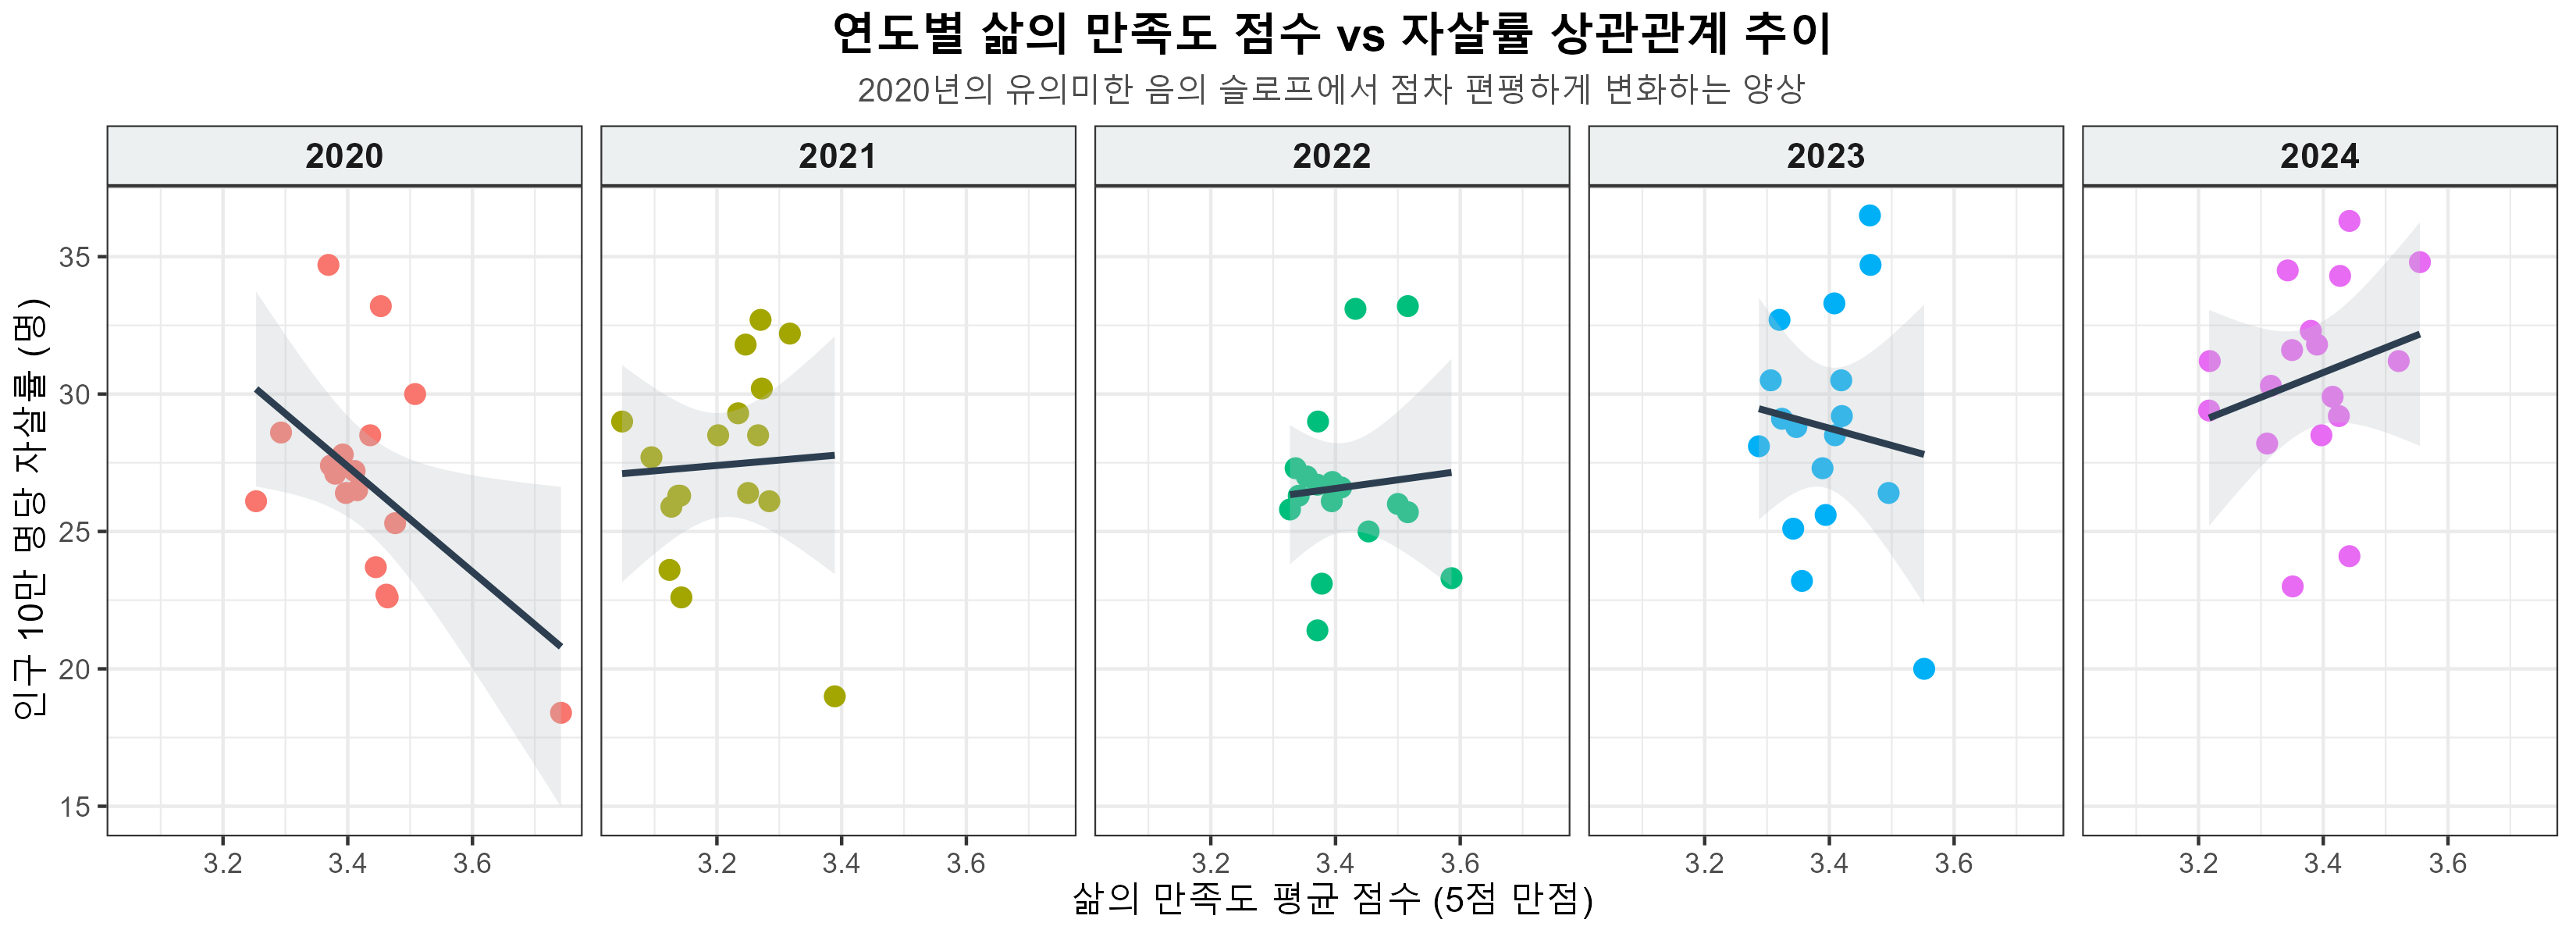 연도별 삶의 만족도 점수 vs 자살률 상관관계 추이
2020년의 유의미한 음의 슬로프에서 점차 편평하게 변화하는 양상
2020 2021 2022 2023 2024
인구 10만 명당 자살률 (명)
35
30
25
20
15
3.2 3.4 3.6 3.2 3.4 3.6 3.2 3.4 3.6 3.2 3.4 3.6 3.2 3.4 3.6
삶의 만족도 평균 점수 (5점 만점)